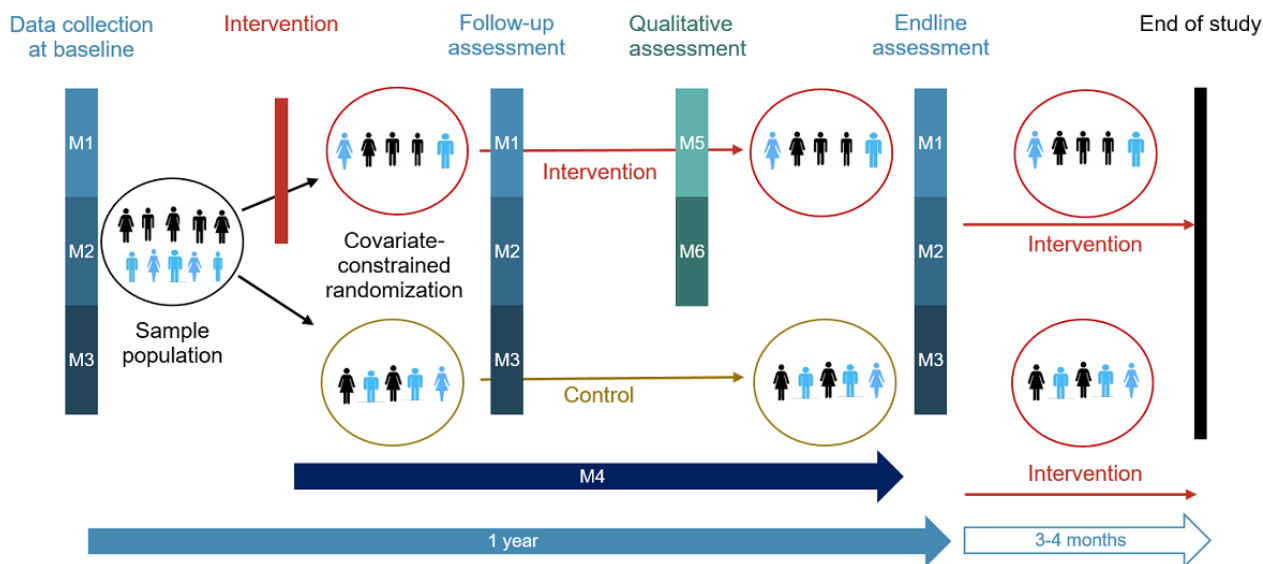 Data collection
at baseline
Intervention
Follow-up
assessment
Qualitative
assessment
Endline
assessment
End of study
M1
M2
M3
Sample
population
Covariate-
constrained
randomization
M1
M2
M3
Intervention
Control
M5
M6
M1
M2
M3
Intervention
Intervention
M4
1 year
3-4 months